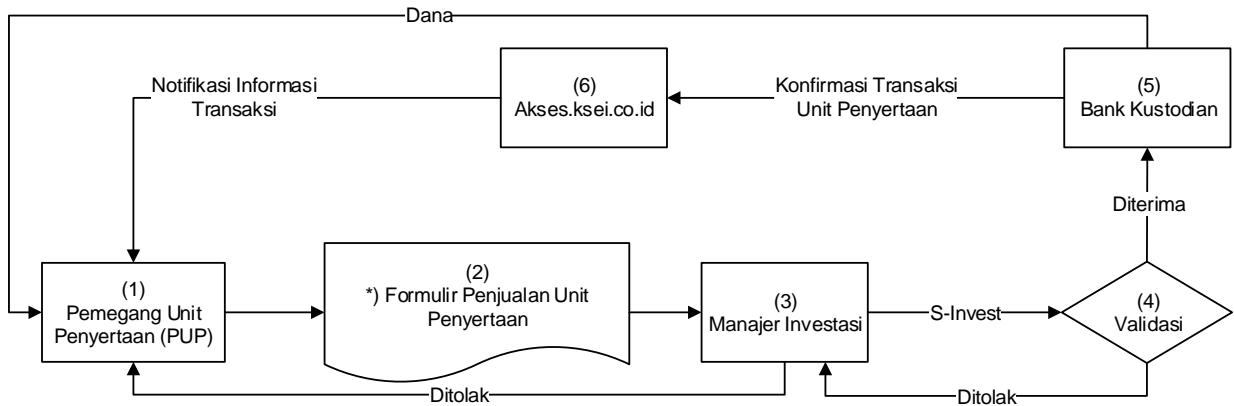 Dana
(6)
Akses.ksei.co.id
(5)
Bank Kustodian
Notifikasi Informasi
Transaksi
Konfirmasi Transaksi
Unit Penyertaan
Diterima
(1)
Pemegang Unit
Penyertaan (PUP)
(2)
*) Formulir Penjualan Unit
Penyertaan
(3)
Manajer Investasi
S-Invest
(4)
Validasi
Ditolak
Ditolak